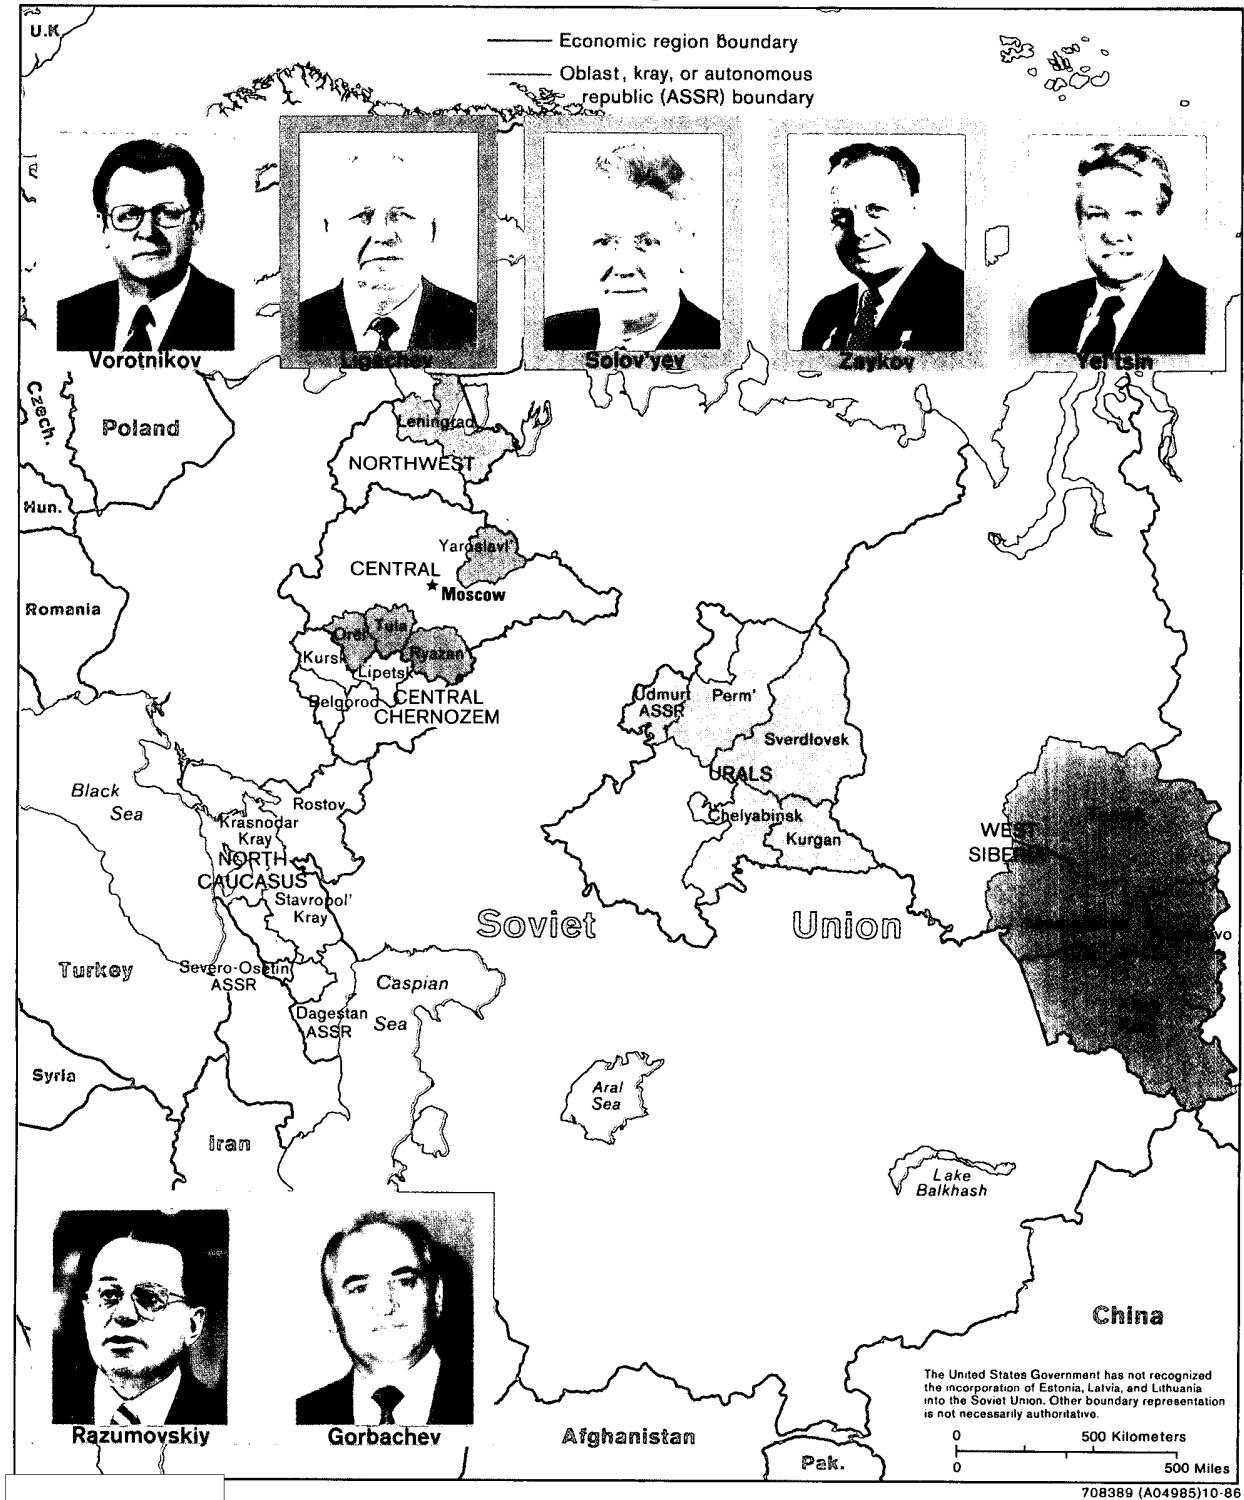 U.K
Economic region Boundary
Oblast, kray, or autonomous
republic (ASSR) boundary
Vorotnikov
Ligachev
Solov'yev
Zaykov
Yel'tsin
Czech.
Poland
Leningrad
NORTHWEST
Hun.
Yaroslavl'
CENTRAL
Moscow
Romania
Orel
Tula
Kursk
Ryazan
Lipetsk
Belgorod
CENTRAL
CHERNOZEM
Udmurt
ASSR
Perm'
Sverdlovsk
URALS
Black
Sea
Rostov
Krasnodar
Kray
Chelyabinsk
Kurgan
NORTH
CAUCASUS
WEST
SIBERIA
Stavropol'
Kray
Soviet Union
Turkey
Severo-Osetin
ASSR
Caspian
Sea
Dagestan
ASSR
Syria
Aral
Sea
Iran
Lake
Balkhash
China
The United States Government has not recognized
the incorporation of Estonia, Latvia, and Lithuania
into the Soviet Union. Other boundary representation
is not necessarily authoritative.
Razumovskiy
Gorbachev
Afghanistan
Pak.
0 500 Kilometers
0 500 Miles
708389 (A04985)10-86